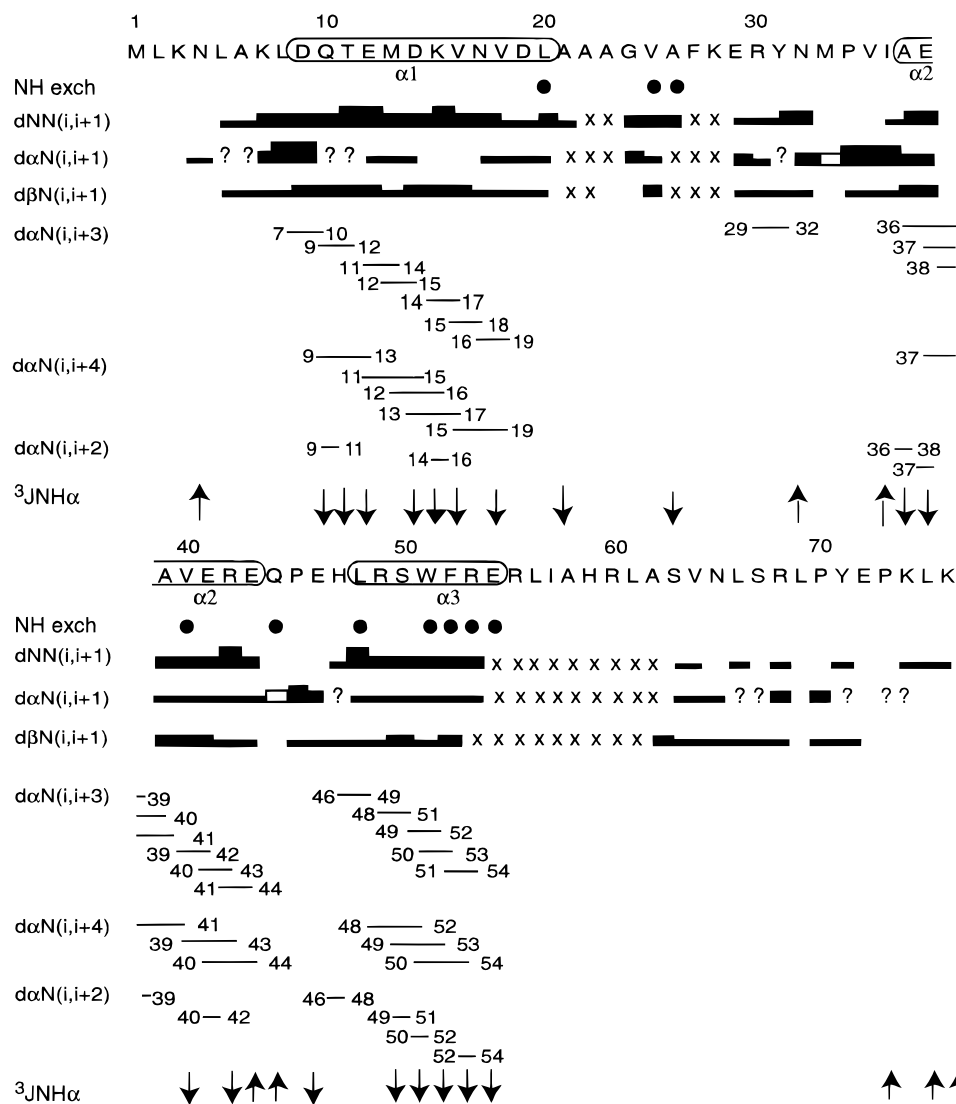 1 10 20 30
M L K N L A K L D Q T E M D K V N V D L A A A G V A F K E R Y N M P V I A E
α1 α2
NH exch
dNN(i,i+1) x x x x
dαN(i,i+1) ? ? ? ? x x x x x x ?
dβN(i,i+1) x x x x x
dαN(i,i+3) 7 10 29 32 36
9 12 37
11 14 38
12 15
14 17
15 18
16 19
dαN(i,i+4) 9 13 37
11 15
12 16
13 17
15 19
dαN(i,i+2) 9 11 36 38
14 16 37
³JNHα
40 50 60 70
A V E R E Q P E H L R S W F R E R L I A H R L A S V N L S R L P Y E P K L K
α2 α3
NH exch
dNN(i,i+1) x x x x x x x x x
dαN(i,i+1) ? x x x x x x x x x ? ? ? ? ?
dβN(i,i+1) x x x x x x x x x x
dαN(i,i+3) 39 46 49
40 48 51
41 49 52
39 42 50 53
40 43 51 54
41 44
dαN(i,i+4) 41 48 52
39 43 49 53
40 44 50 54
dαN(i,i+2) 39 46 48
40 42 49 51
50 52
52 54
³JNHα